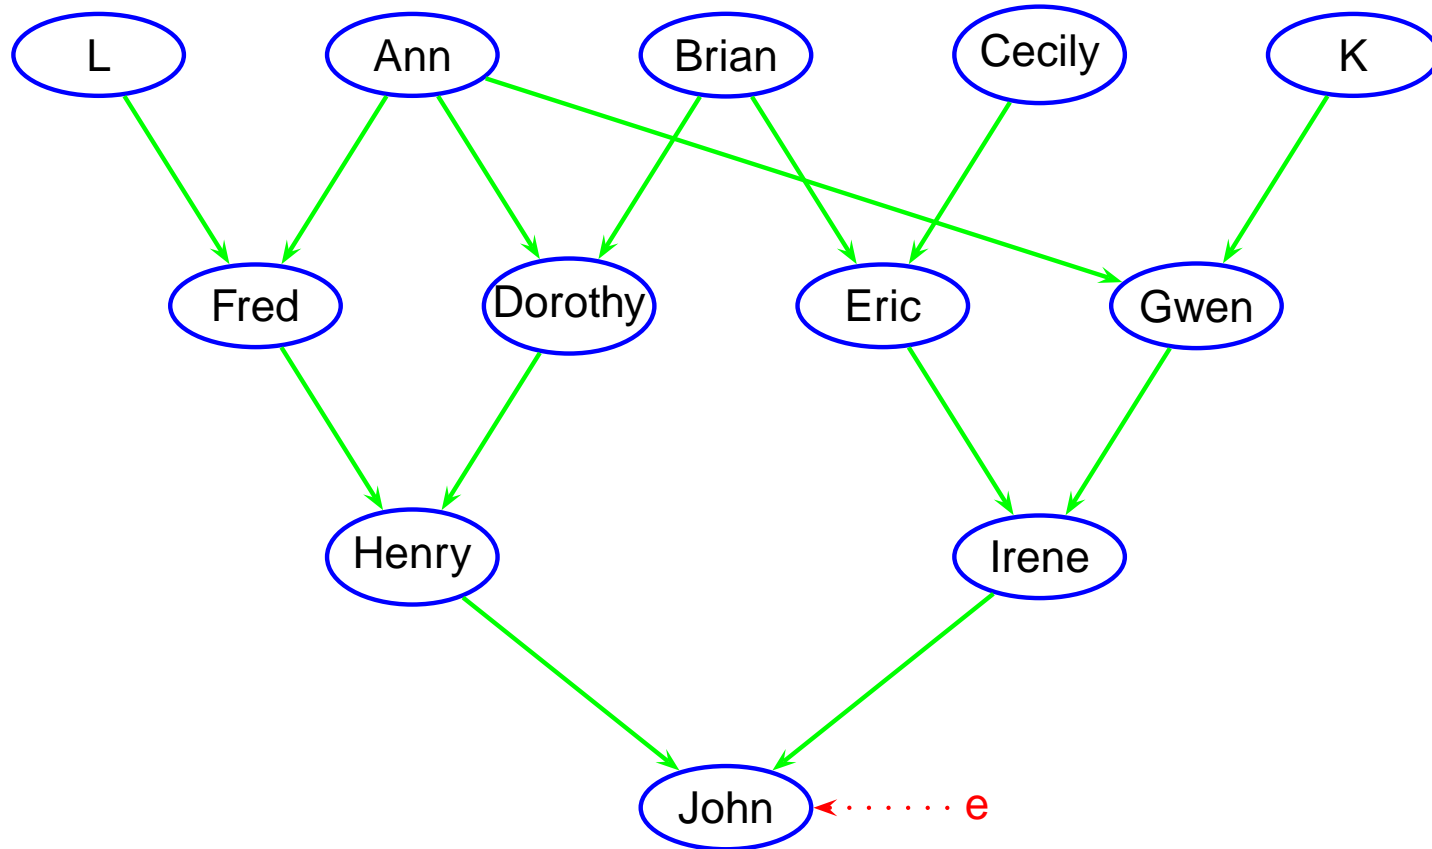 L
Ann
Brian
Cecily
K
Fred
Dorothy
Eric
Gwen
Henry
Irene
John
e